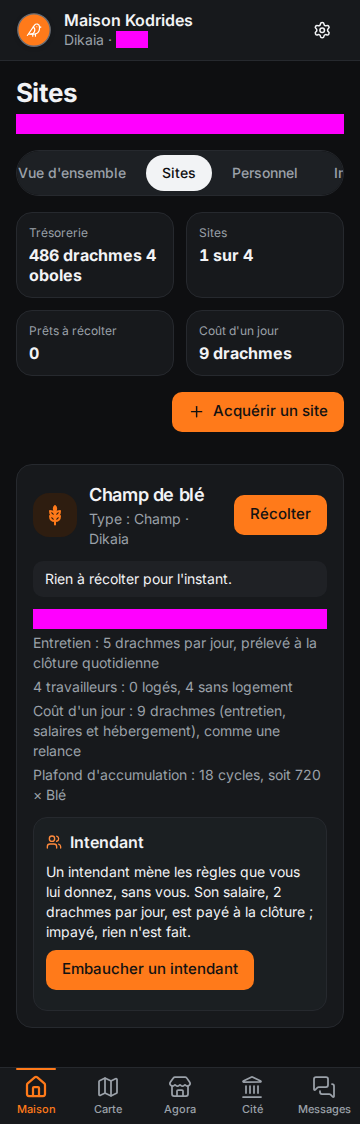 Maison Kodrides
Dikaia ·
Sites
Vue d'ensemble
Sites
Personnel
Trésorerie
486 drachmes 4
oboles
Sites
1 sur 4
Prêts à récolter
0
Coût d'un jour
9 drachmes
Acquérir un site
Champ de blé
Type : Champ ·
Dikaia
Récolter
Rien à récolter pour l'instant.
Entretien : 5 drachmes par jour, prélevé à la
clôture quotidienne
4 travailleurs : 0 logés, 4 sans logement
Coût d'un jour : 9 drachmes (entretien,
salaires et hébergement), comme une
relance
Plafond d'accumulation : 18 cycles, soit 720
× Blé
Intendant
Un intendant mène les règles que vous
lui donnez, sans vous. Son salaire, 2
drachmes par jour, est payé à la clôture ;
impayé, rien n'est fait.
Embaucher un intendant
Maison
Carte
Agora
Cité
Messages